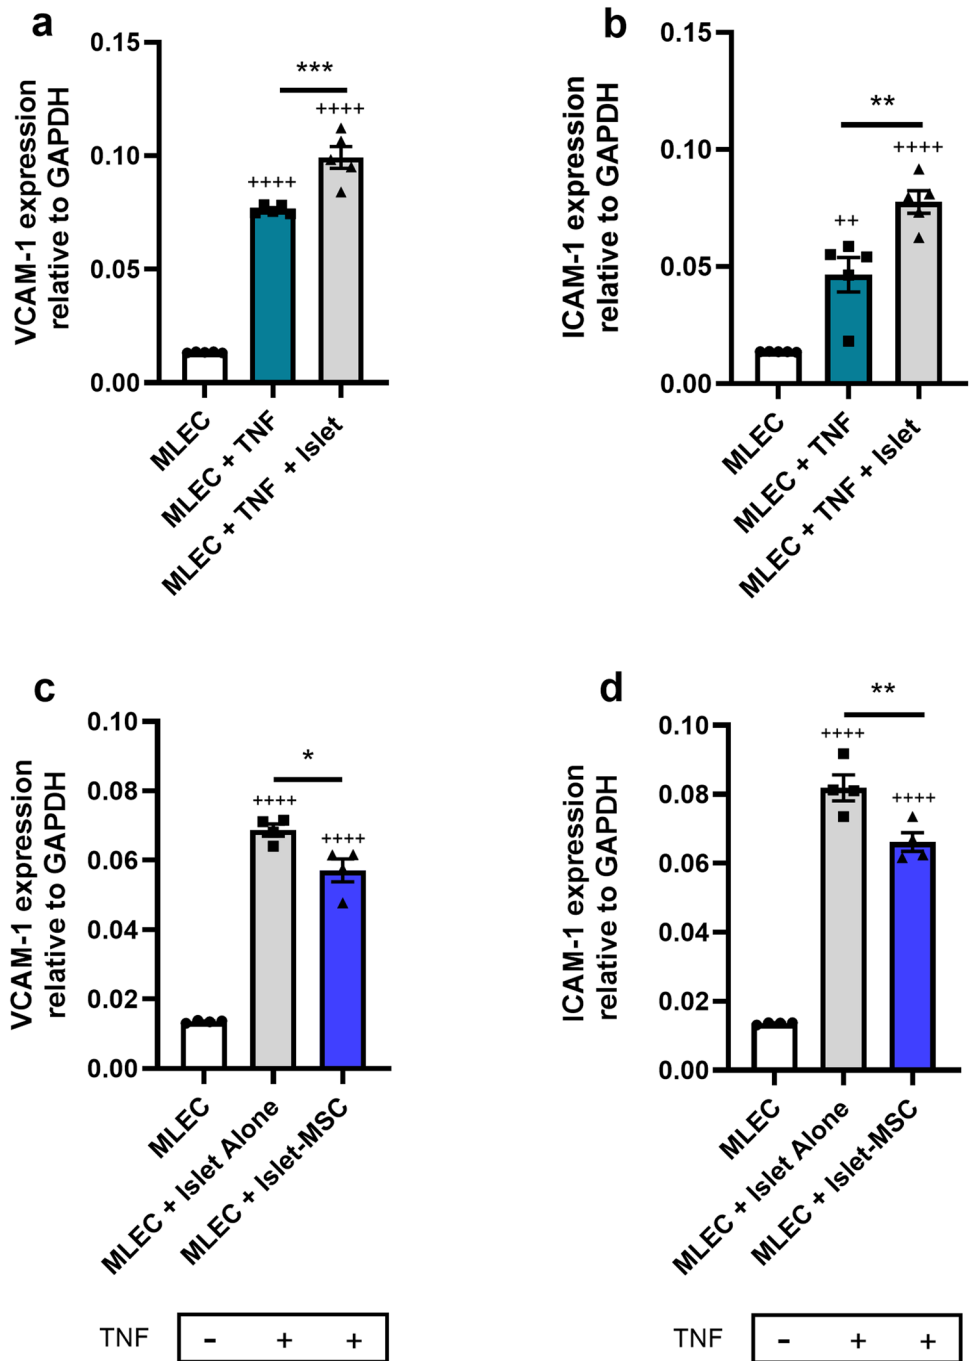 a
VCAM-1 expression
relative to GAPDH
0.15
0.10
0.05
0.00
***
++++
++++
MLEC
MLEC + TNF
MLEC + TNF + Islet
b
ICAM-1 expression
relative to GAPDH
0.15
0.10
0.05
0.00
**
++++
++
MLEC
MLEC + TNF
MLEC + TNF + Islet
c
VCAM-1 expression
relative to GAPDH
0.10
0.08
0.06
0.04
0.02
0.00
*
++++
++++
MLEC
MLEC + Islet Alone
MLEC + Islet-MSC
TNF - + +
d
ICAM-1 expression
relative to GAPDH
0.10
0.08
0.06
0.04
0.02
0.00
**
++++
++++
MLEC
MLEC + Islet Alone
MLEC + Islet-MSC
TNF - + +